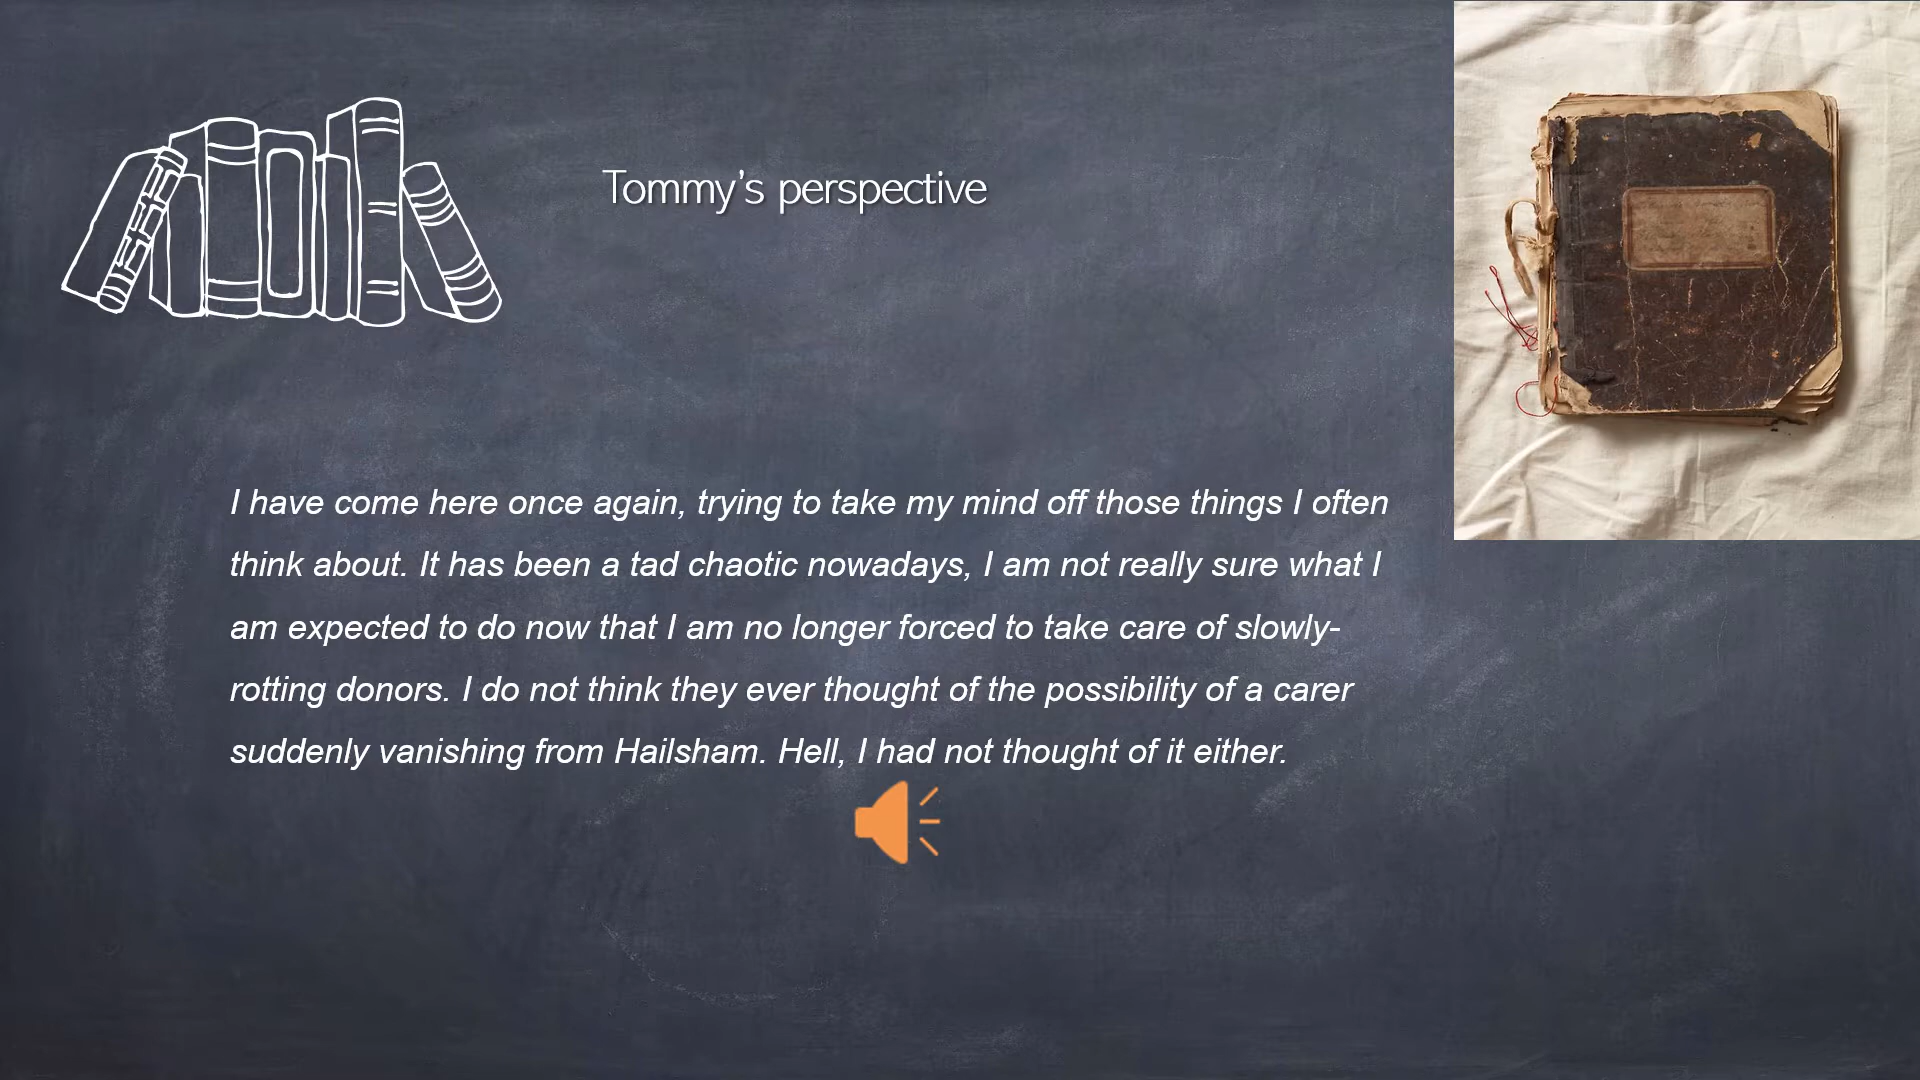 Tommy’s perspective
I have come here once again, trying to take my mind off those things I often
think about. It has been a tad chaotic nowadays, I am not really sure what I
am expected to do now that I am no longer forced to take care of slowly-
rotting donors. I do not think they ever thought of the possibility of a carer
suddenly vanishing from Hailsham. Hell, I had not thought of it either.